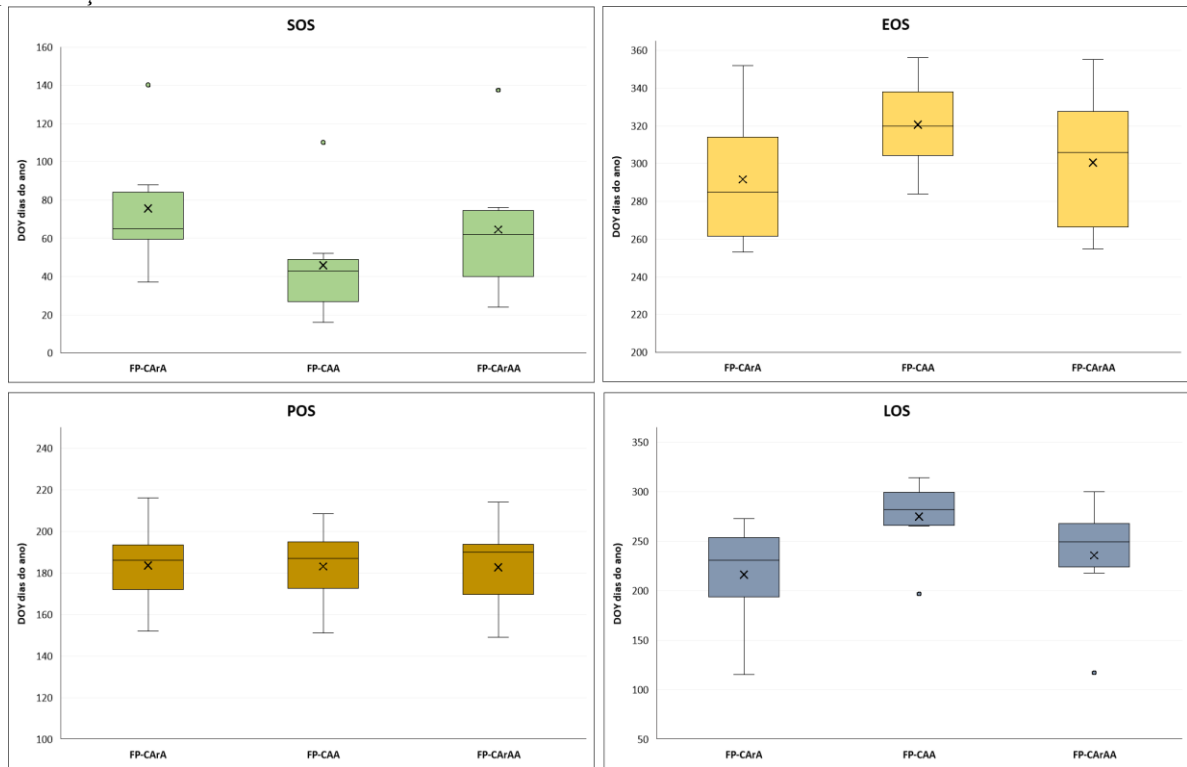 SOS
160
140
120
100
80
60
40
20
0
DOY dias do ano)
FP-CArA FP-CAA FP-CArAA
EOS
360
340
320
300
280
260
240
220
200
DOY dias do ano)
FP-CArA FP-CAA FP-CArAA
POS
240
220
200
180
160
140
120
100
DOY dias do ano)
FP-CArA FP-CAA FP-CArAA
LOS
350
300
250
200
150
100
50
DOY dias do ano)
FP-CArA FP-CAA FP-CArAA